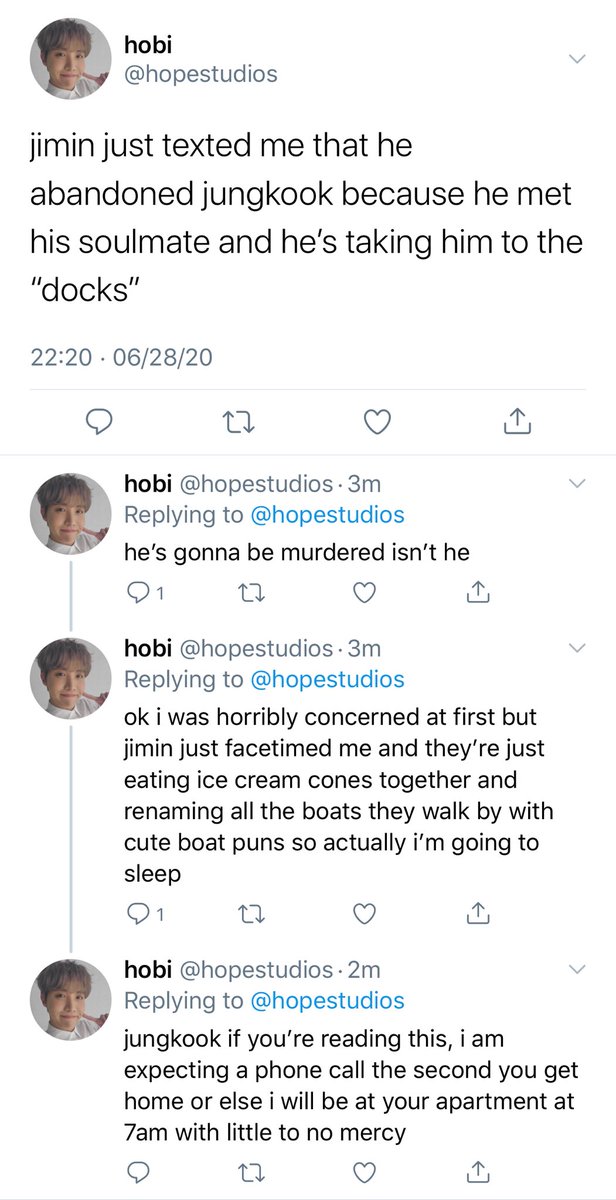 hobi
@hopestudios
jimin just texted me that he
abandoned jungkook because he met
his soulmate and he’s taking him to the
“docks”
22:20 · 06/28/20
hobi @hopestudios · 3m
Replying to @hopestudios
he’s gonna be murdered isn’t he
1
hobi @hopestudios · 3m
Replying to @hopestudios
ok i was horribly concerned at first but
jimin just facetimed me and they’re just
eating ice cream cones together and
renaming all the boats they walk by with
cute boat puns so actually i’m going to
sleep
1
hobi @hopestudios · 2m
Replying to @hopestudios
jungkook if you’re reading this, i am
expecting a phone call the second you get
home or else i will be at your apartment at
7am with little to no mercy